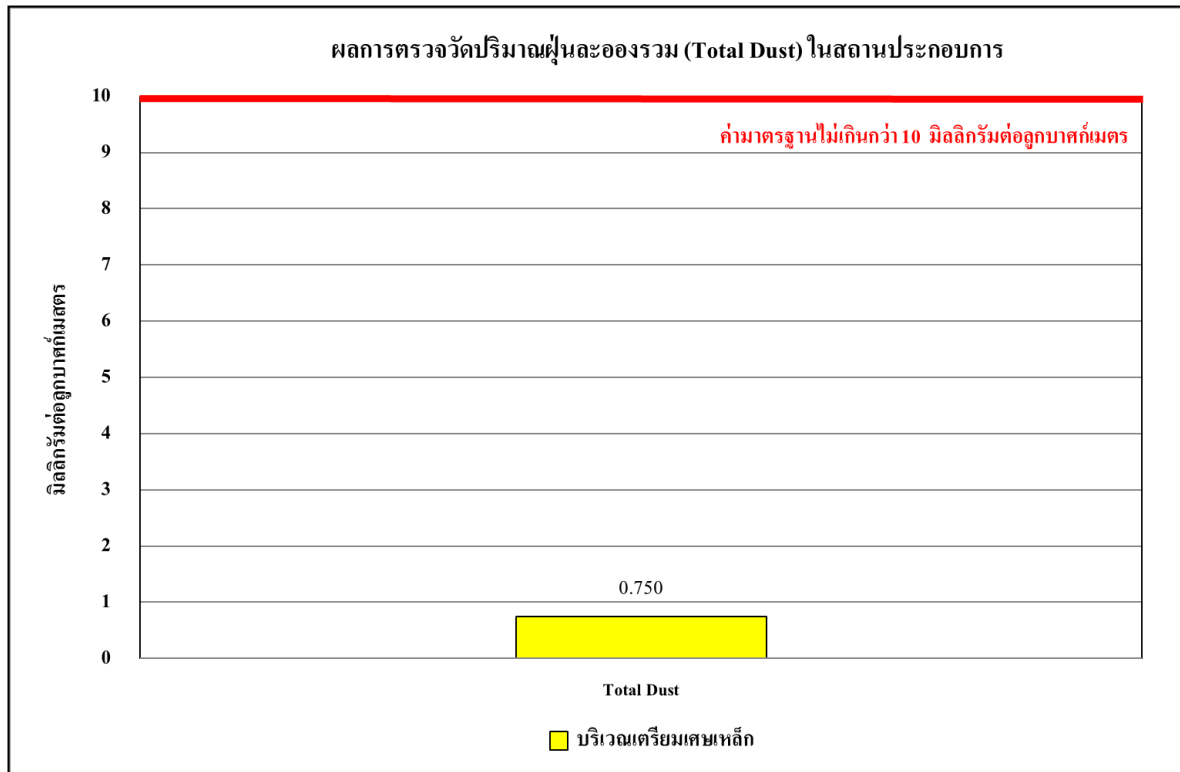 ผลการตรวจวัดปริมาณฝุ่นละอองรวม (Total Dust) ในสถานประกอบการ
10
ค่ามาตรฐานไม่เกินกว่า 10 มิลลิกรัมต่อลูกบาศก์เมตร
9
8
7
6
5
4
3
2
1
0
มิลลิกรัมต่อลูกบาศก์เมสตร
0.750
Total Dust
บริเวณเตรียมเศษเหล็ก